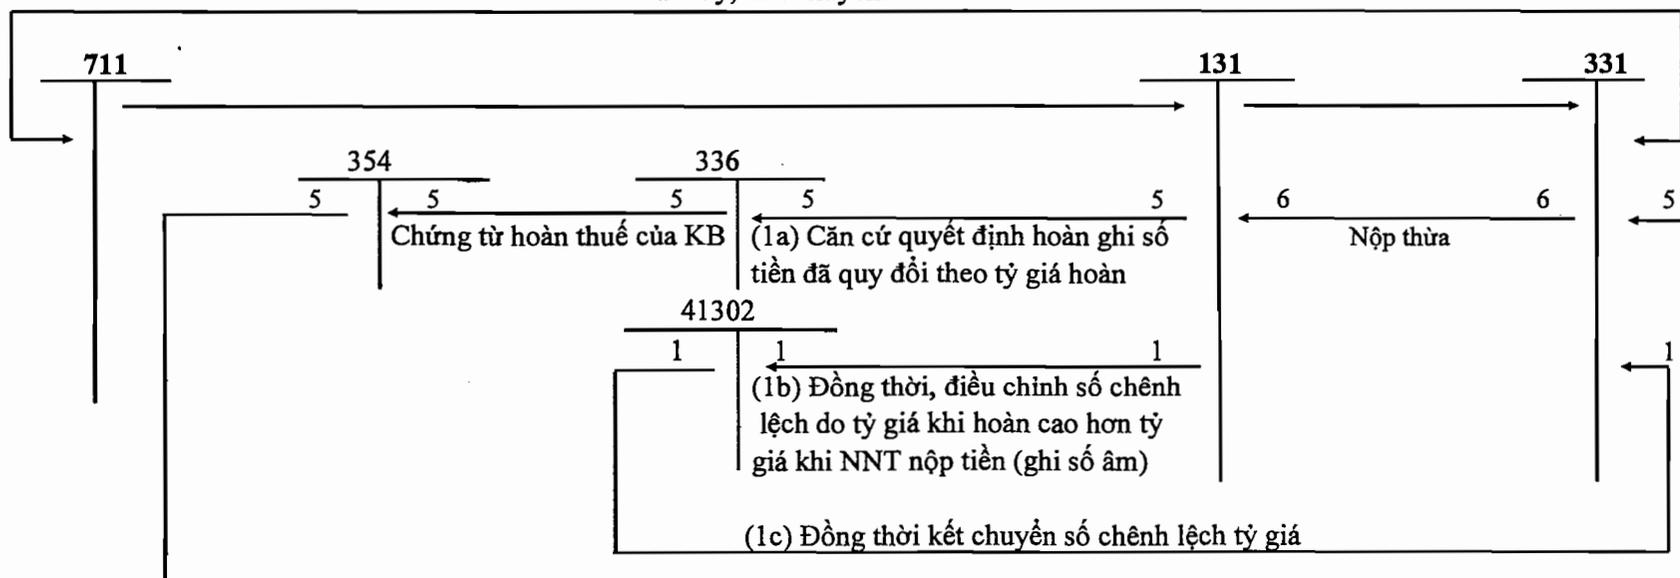 711 131 331
354 336
5 5 5 5 5 6 6 5
Chứng từ hoàn thuế của KB (1a) Căn cứ quyết định hoàn ghi số Nộp thừa
tiền đã quy đổi theo tỷ giá hoàn
41302
1 1 1 1
(1b) Đồng thời, điều chỉnh số chênh
lệch do tỷ giá khi hoàn cao hơn tỷ
giá khi NNT nộp tiền (ghi số âm)
(1c) Đồng thời kết chuyển số chênh lệch tỷ giá